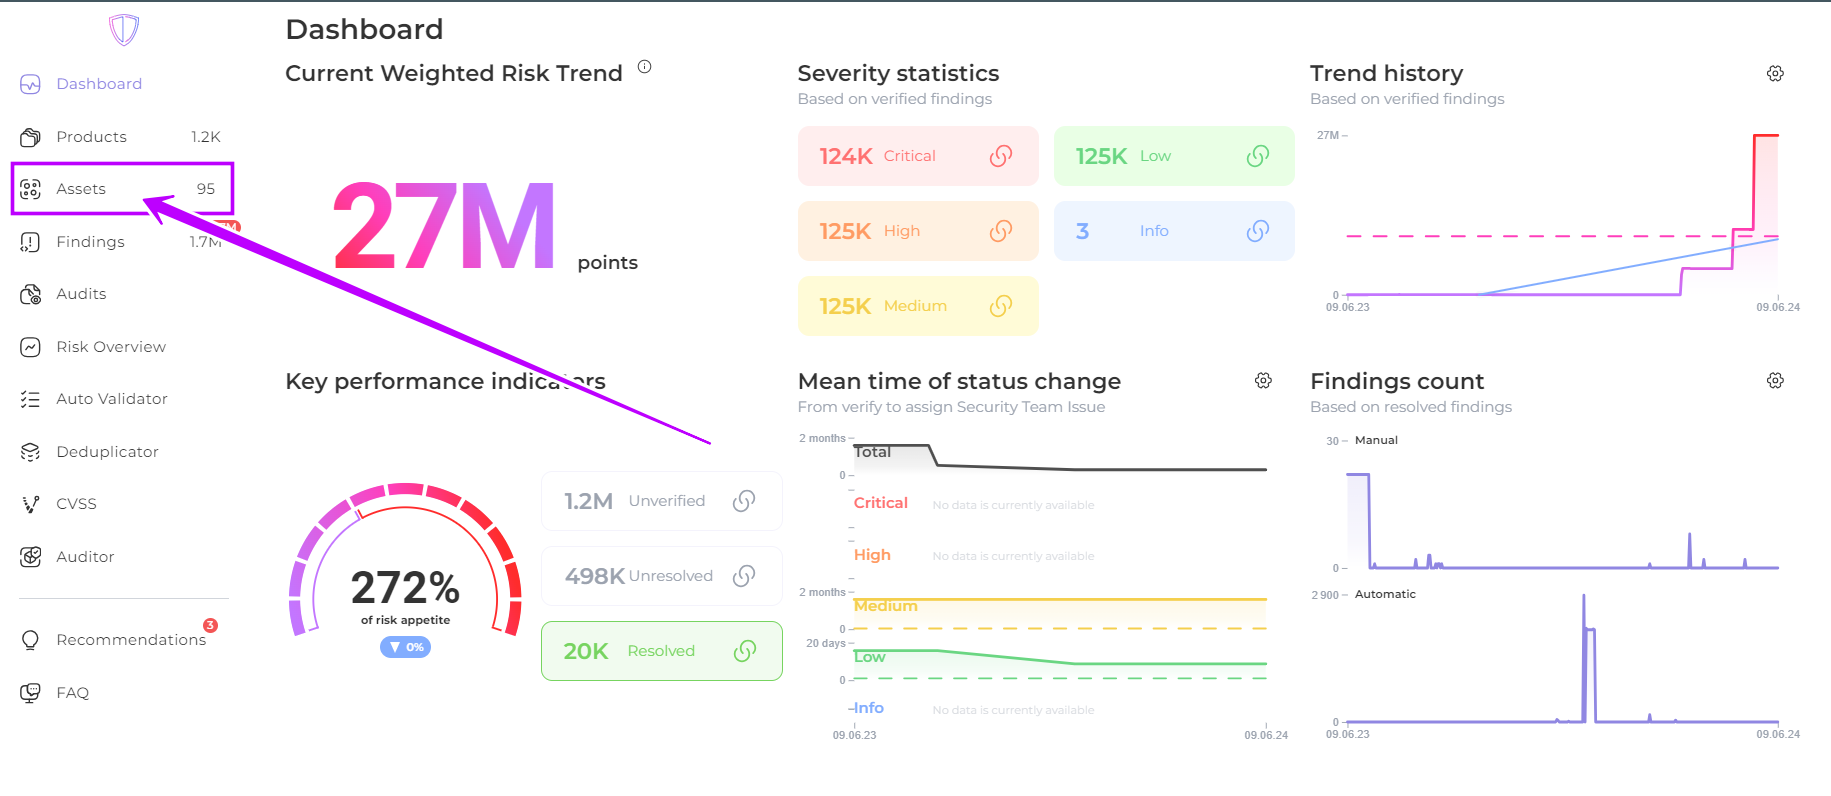 Dashboard
Products 1.2K
Assets 95
Findings 1.7M
Audits
Risk Overview
Auto Validator
Deduplicator
CVSS
Auditor
Recommendations 3
FAQ
Dashboard
Current Weighted Risk Trend
27M points
Severity statistics
Based on verified findings
124K Critical
125K Low
125K High
3 Info
125K Medium
Trend history
Based on verified findings
27M
0
09.06.23 09.06.24
Key performance indicators
272%
of risk appetite
▼ 0%
1.2M Unverified
498K Unresolved
20K Resolved
Mean time of status change
From verify to assign Security Team Issue
2 months
Total
0
Critical No data is currently available
High No data is currently available
2 months
Medium
0
20 days
Low
0
Info No data is currently available
09.06.23 09.06.24
Findings count
Based on resolved findings
30 Manual
0
2 900 Automatic
0
09.06.23 09.06.24